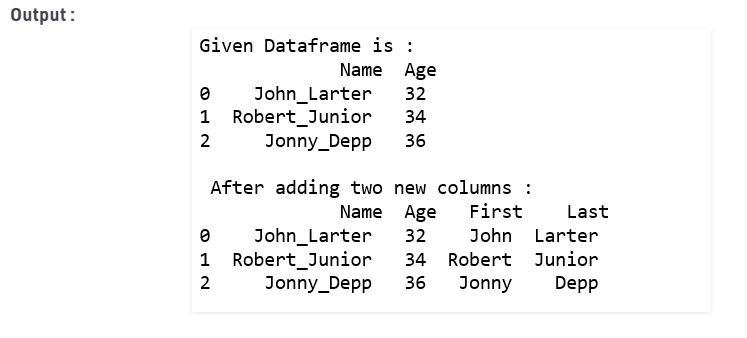 Output :
Given Dataframe is :
Name Age
0 John_Larter 32
1 Robert_Junior 34
2 Jonny_Depp 36
After adding two new columns :
Name Age First Last
0 John_Larter 32 John Larter
1 Robert_Junior 34 Robert Junior
2 Jonny_Depp 36 Jonny Depp